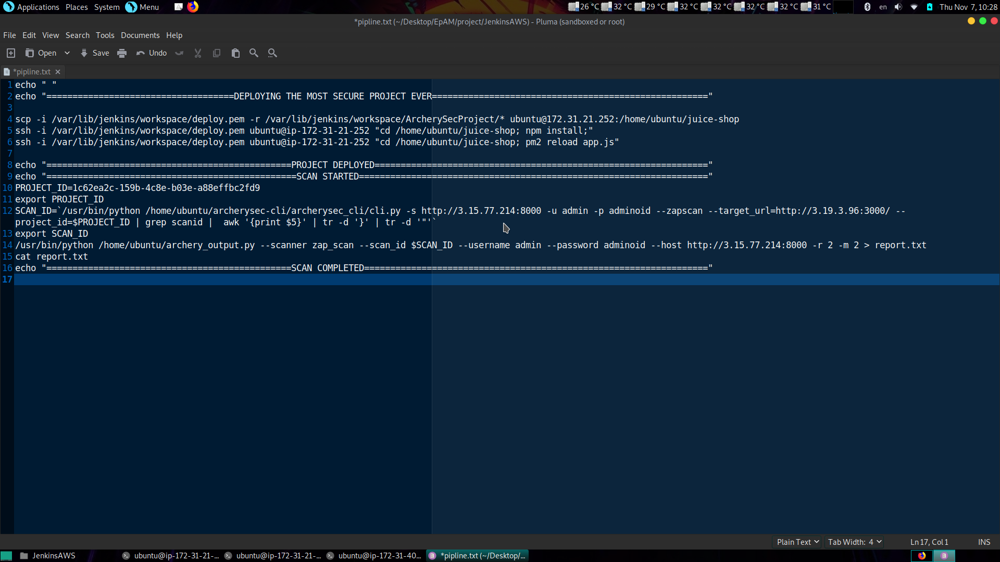 Applications Places System Menu 26 °C 32 °C 29 °C 32 °C 32 °C 32 °C 32 °C 31 °C en Thu Nov 7, 10:28
*pipline.txt (~/Desktop/EpAM/project/JenkinsAWS) - Pluma (sandboxed or root)
File Edit View Search Tools Documents Help
Open Save Undo
*pipline.txt
1 echo " "
2 echo "====================================DEPLOYING THE MOST SECURE PROJECT EVER====================================================="
3
4 scp -i /var/lib/jenkins/workspace/deploy.pem -r /var/lib/jenkins/workspace/ArcherySecProject/* ubuntu@172.31.21.252:/home/ubuntu/juice-shop
5 ssh -i /var/lib/jenkins/workspace/deploy.pem ubuntu@ip-172-31-21-252 "cd /home/ubuntu/juice-shop; npm install;"
6 ssh -i /var/lib/jenkins/workspace/deploy.pem ubuntu@ip-172-31-21-252 "cd /home/ubuntu/juice-shop; pm2 reload app.js"
7
8 echo "===============================================PROJECT DEPLOYED================================================================"
9 echo "================================================SCAN STARTED==================================================================="
10 PROJECT_ID=1c62ea2c-159b-4c8e-b03e-a88effbc2fd9
11 export PROJECT_ID
12 SCAN_ID=`/usr/bin/python /home/ubuntu/archerysec-cli/archerysec_cli/cli.py -s http://3.15.77.214:8000 -u admin -p adminoid --zapscan --target_url=http://3.19.3.96:3000/ --
project_id=$PROJECT_ID | grep scanid |  awk '{print $5}' | tr -d '}' | tr -d '"'`
13 export SCAN_ID
14 /usr/bin/python /home/ubuntu/archery_output.py --scanner zap_scan --scan_id $SCAN_ID --username admin --password adminoid --host http://3.15.77.214:8000 -r 2 -m 2 > report.txt
15 cat report.txt
16 echo "===============================================SCAN COMPLETED=================================================================="
17
Plain Text Tab Width: 4 Ln 17, Col 1 INS
JenkinsAWS ubuntu@ip-172-31-21-... ubuntu@ip-172-31-21-... ubuntu@ip-172-31-40... *pipline.txt (~/Desktop/...